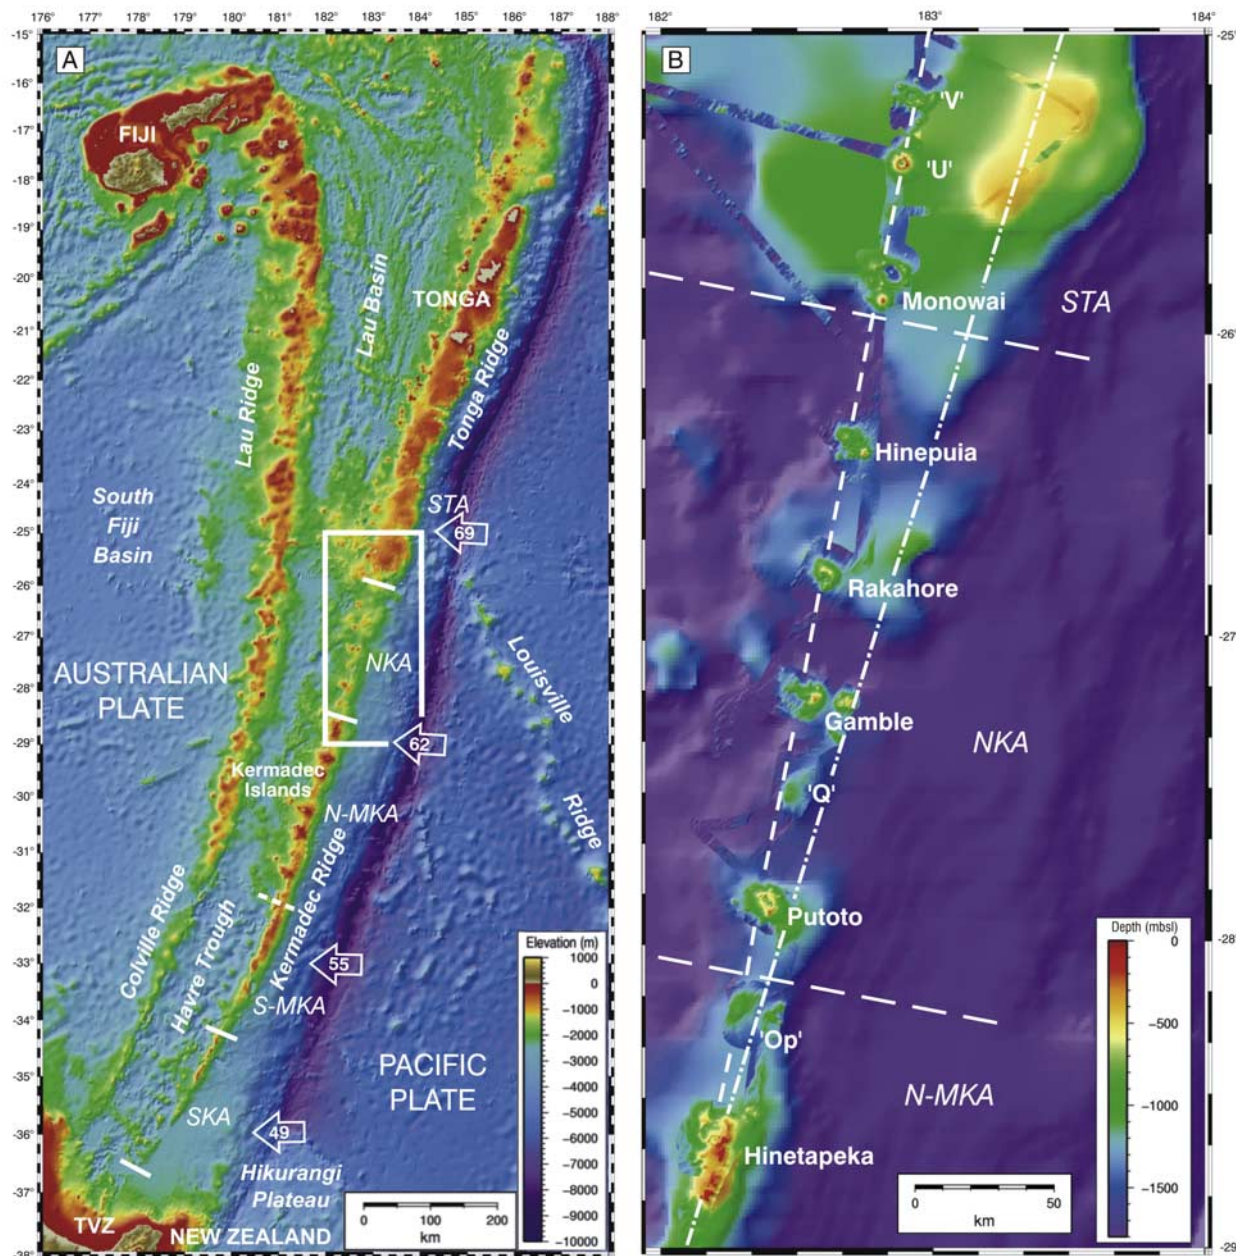 176° 177° 178° 179° 180° 181° 182° 183° 184° 185° 186° 187° 188°
-15°
-16°
-17°
-18°
-19°
-20°
-21°
-22°
-23°
-24°
-25°
-26°
-27°
-28°
-29°
-30°
-31°
-32°
-33°
-34°
-35°
-36°
-37°
-38°
A
FIJI
Lau Basin
TONGA
Lau Ridge
Tonga Ridge
South
Fiji
Basin
STA
69
AUSTRALIAN
PLATE
NKA
Louisville
Ridge
62
Kermadec
Islands
N-MKA
Colville Ridge
Havre Trough
Kermadec Ridge
55
S-MKA
PACIFIC
PLATE
SKA
49
Hikurangi
Plateau
TVZ
NEW ZEALAND
0 100 200
km
Elevation (m)
1000
0
-1000
-2000
-3000
-4000
-5000
-6000
-7000
-8000
-9000
-10000
182° 183° 184°
-25°
-26°
-27°
-28°
-29°
B
'V'
'U'
Monowai
STA
Hinepuia
Rakahore
Gamble
NKA
'Q'
Putoto
'Op'
N-MKA
Hinetapeka
0 50
km
Depth (mbsl)
0
-500
-1000
-1500